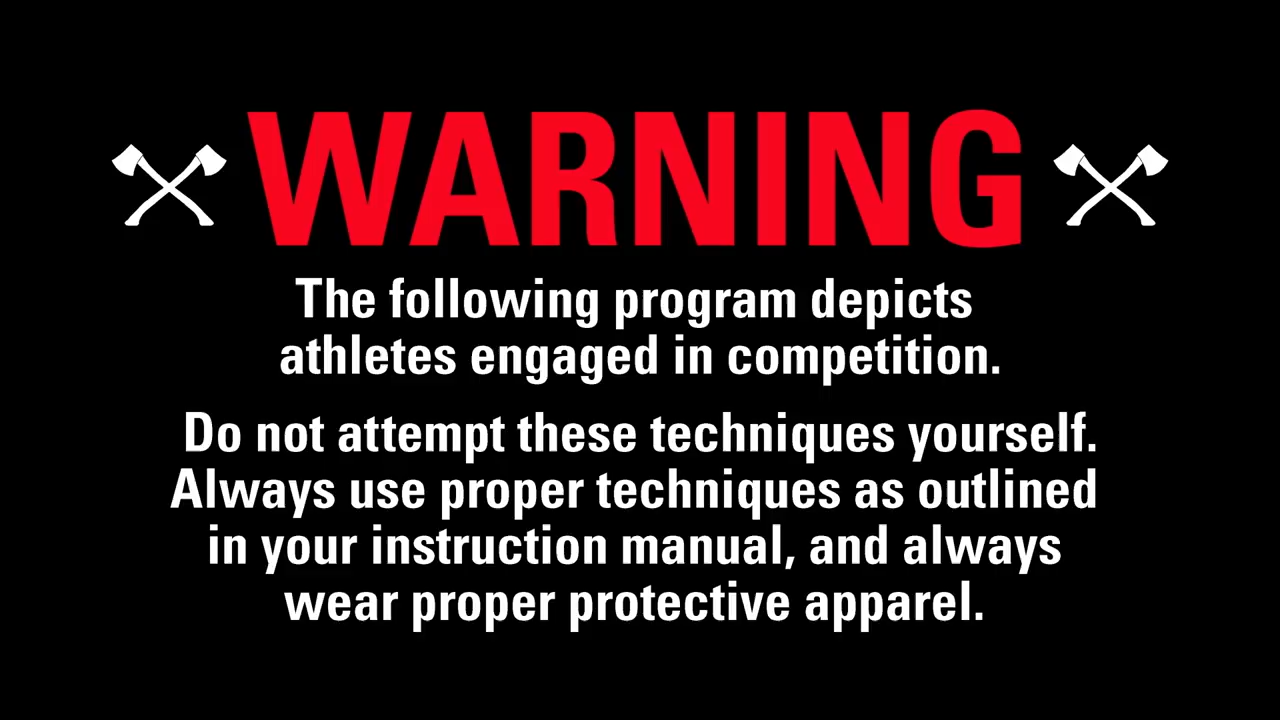 WARNING
The following program depicts
athletes engaged in competition.
Do not attempt these techniques yourself.
Always use proper techniques as outlined
in your instruction manual, and always
wear proper protective apparel.